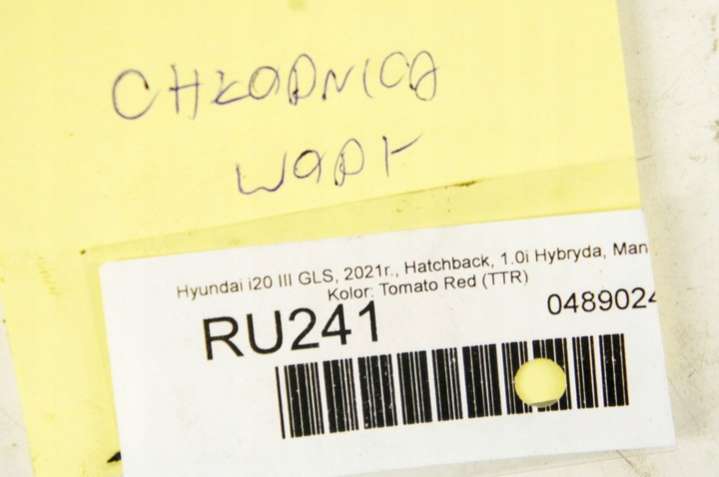 CHŁODNICA
WODY
Hyundai i20 III GLS, 2021r., Hatchback, 1.0i Hybryda, Man
Kolor: Tomato Red (TTR)
RU241
0489024